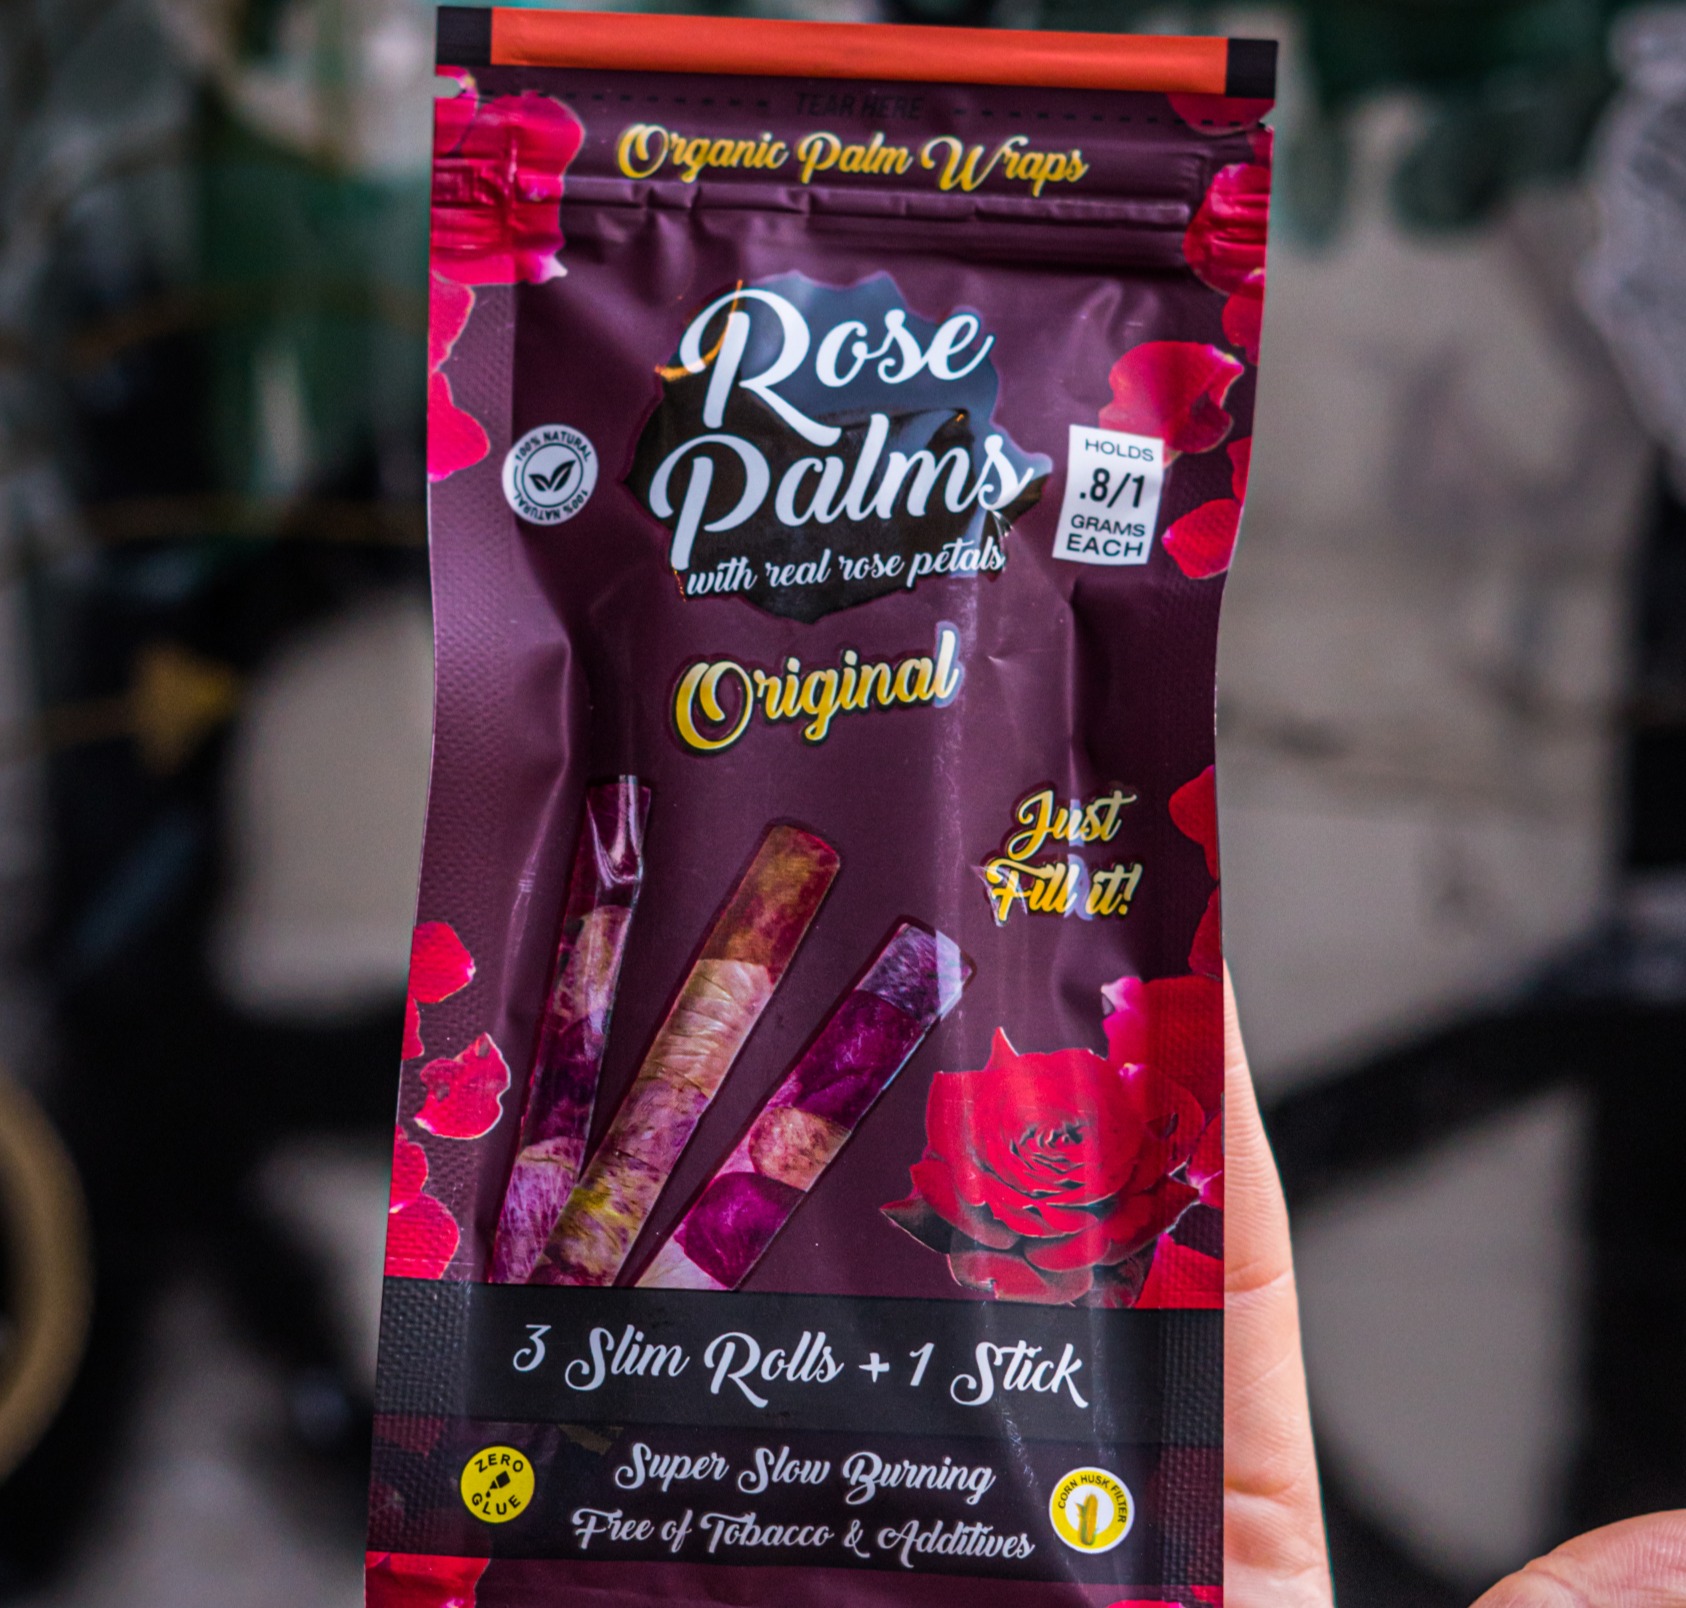 TEAR HERE
Organic Palm Wraps
Rose
Palms
with real rose petals
100% NATURAL
100% NATURAL
HOLDS
.8/1
GRAMS
EACH
Original
Just
Fill it!
3 Slim Rolls + 1 Stick
ZERO
GLUE
Super Slow Burning
Free of Tobacco & Additives
CORN HUSK FILTER